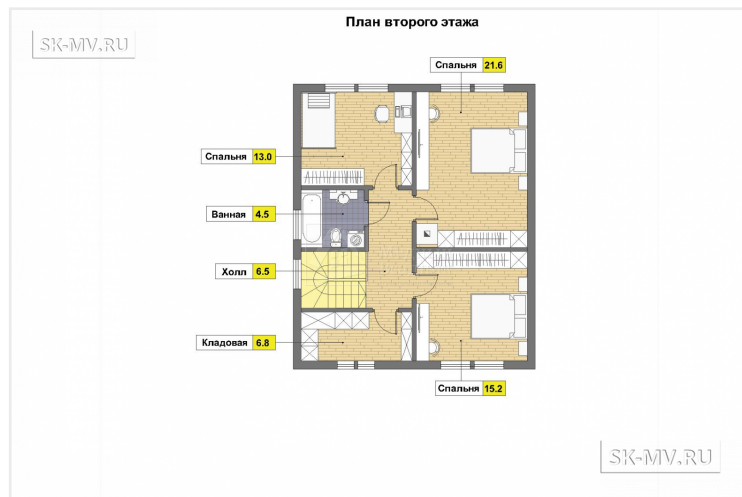 План второго этажа
SK-MV.RU
Спальня 21.6
Спальня 13.0
Ванная 4.5
Холл 6.5
Кладовая 6.8
Спальня 15.2
SK-MV.RU